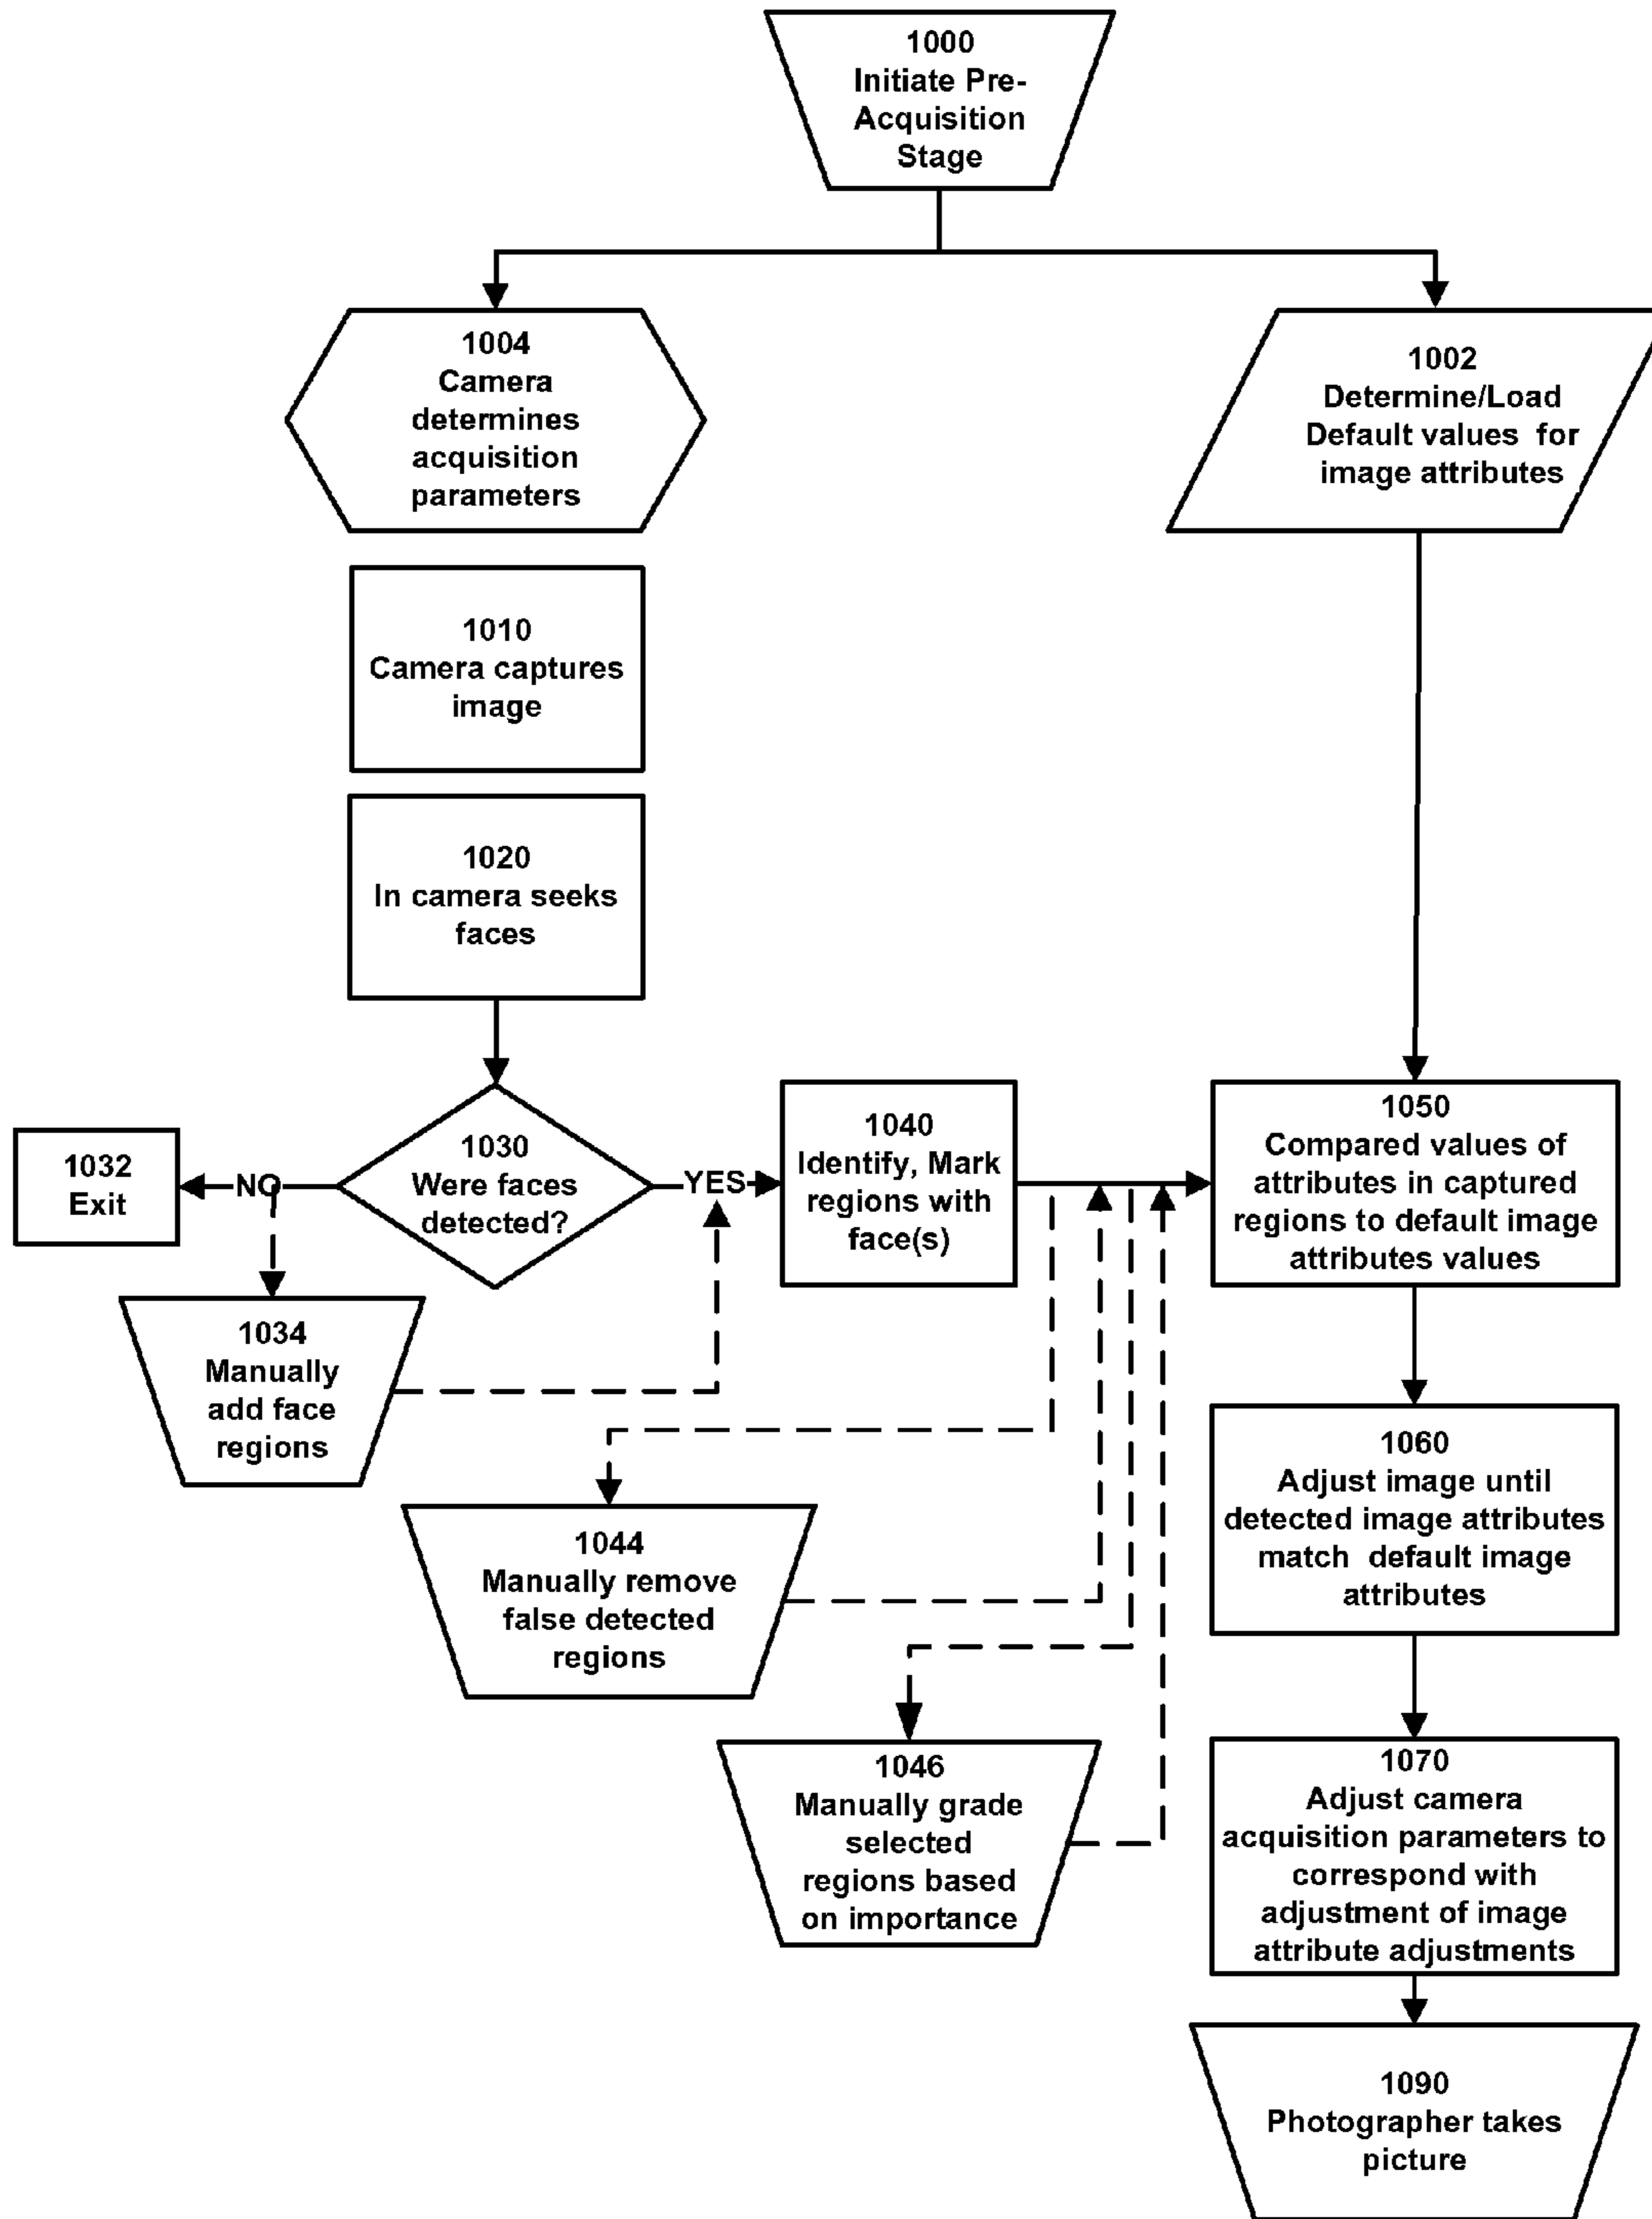 1000
Initiate Pre-
Acquisition
Stage
1004
Camera
determines
acquisition
parameters
1002
Determine/Load
Default values for
image attributes
1010
Camera captures
image
1020
In camera seeks
faces
1030
Were faces
detected?
NO
YES
1032
Exit
1034
Manually
add face
regions
1040
Identify, Mark
regions with
face(s)
1044
Manually remove
false detected
regions
1046
Manually grade
selected
regions based
on importance
1050
Compared values of
attributes in captured
regions to default image
attributes values
1060
Adjust image until
detected image attributes
match default image
attributes
1070
Adjust camera
acquisition parameters to
correspond with
adjustment of image
attribute adjustments
1090
Photographer takes
picture